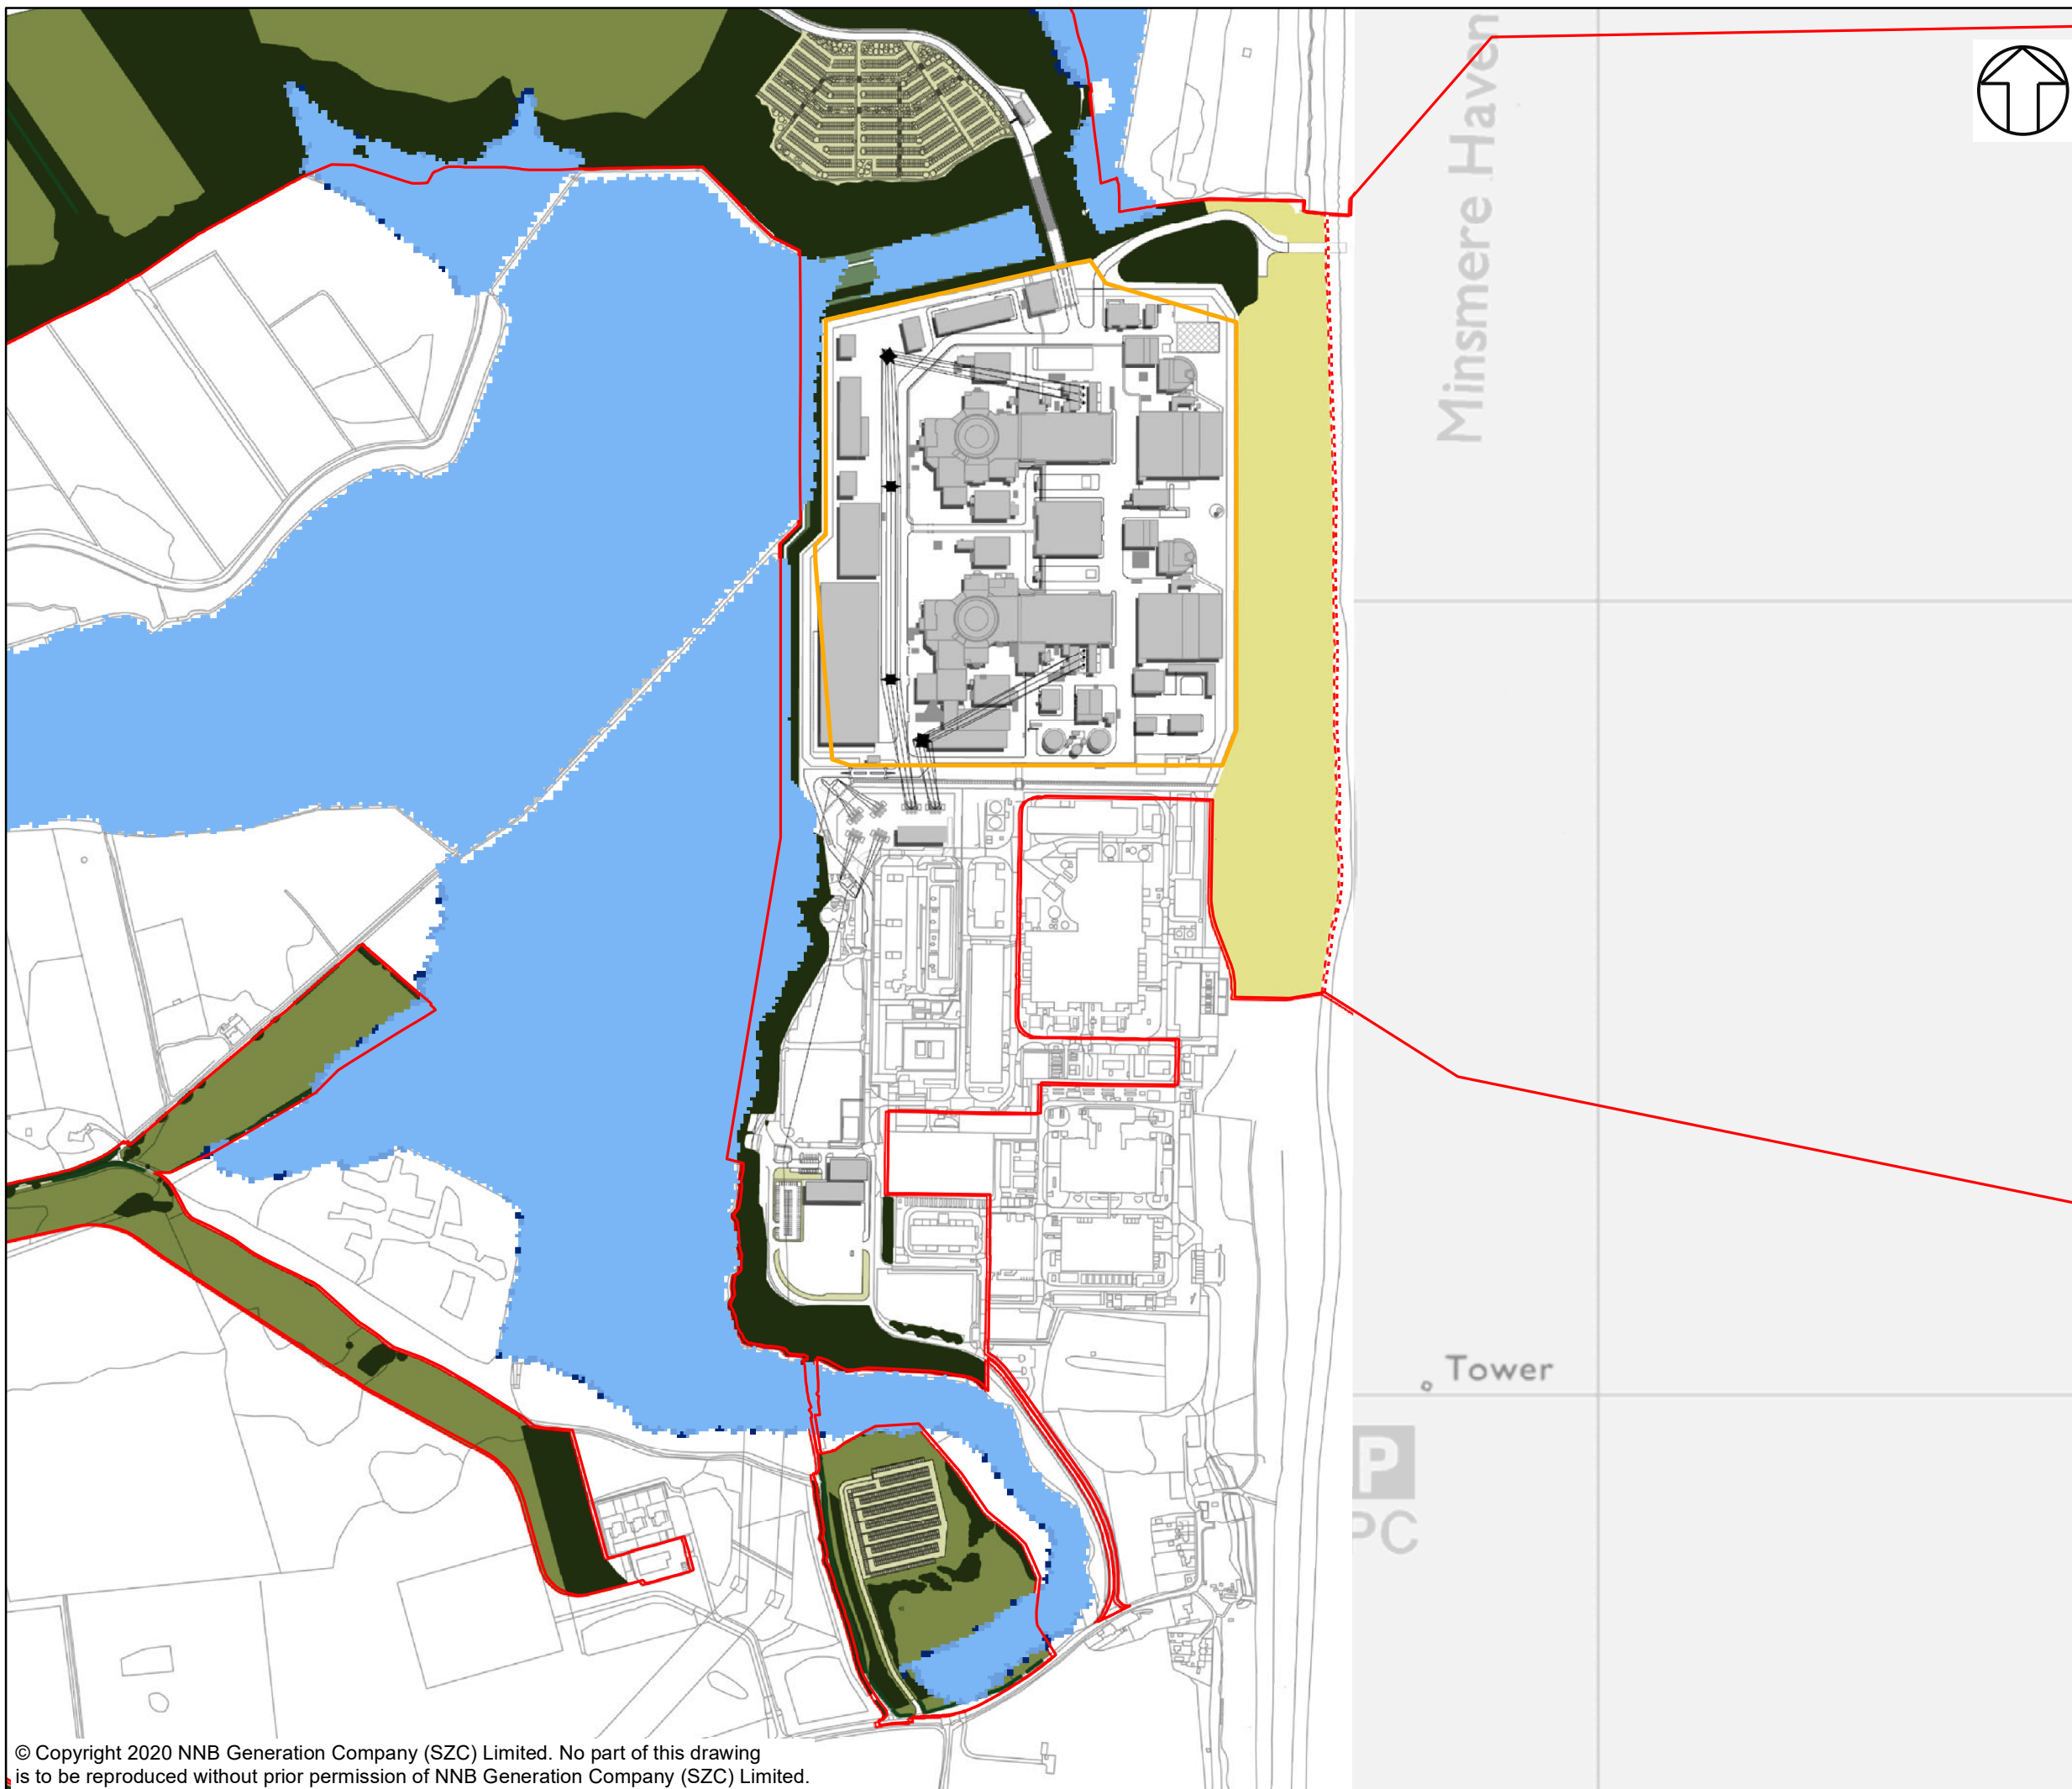 Minsmere Haven
Tower
P
PC
© Copyright 2020 NNB Generation Company (SZC) Limited. No part of this drawing
is to be reproduced without prior permission of NNB Generation Company (SZC) Limited.